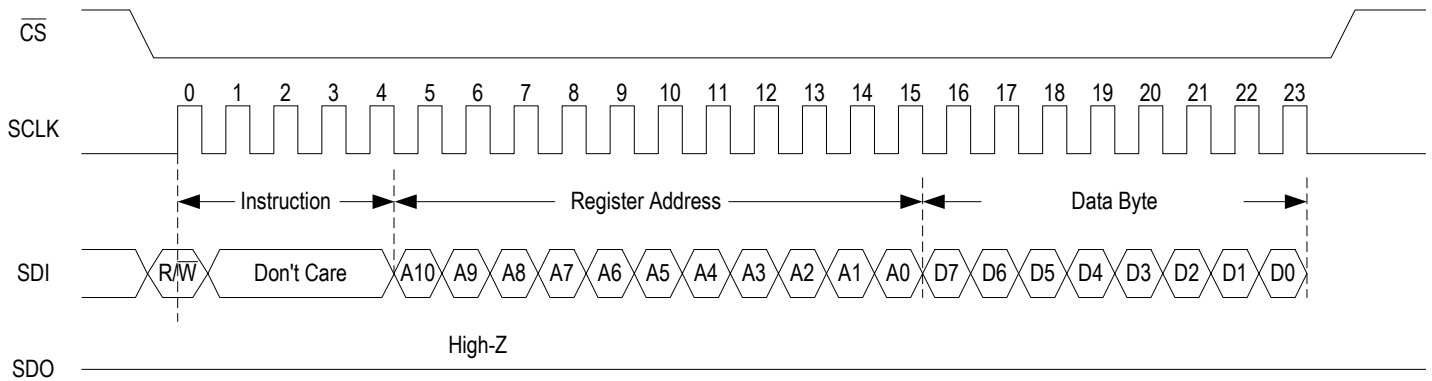 C̅S̅
0 1 2 3 4 5 6 7 8 9 10 11 12 13 14 15 16 17 18 19 20 21 22 23
SCLK
Instruction Register Address Data Byte
SDI R/W̅ Don't Care A10 A9 A8 A7 A6 A5 A4 A3 A2 A1 A0 D7 D6 D5 D4 D3 D2 D1 D0
High-Z
SDO